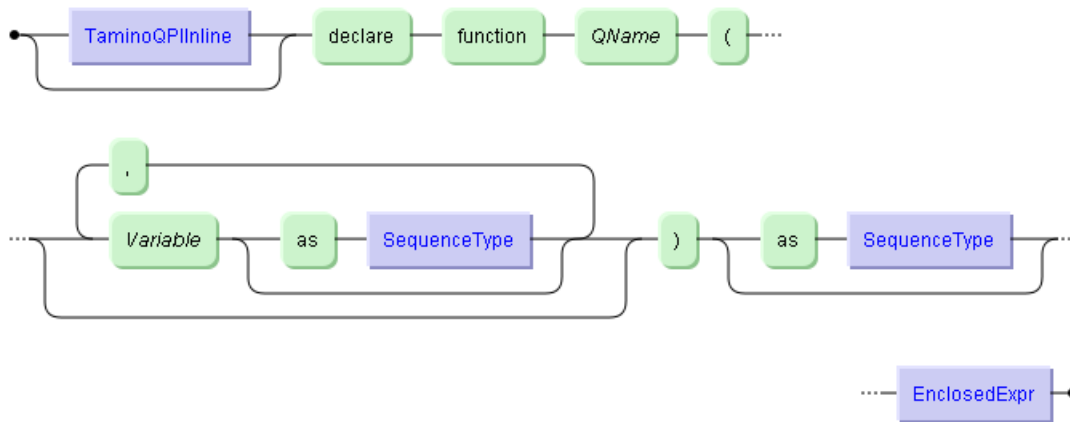 TaminoQPIInline declare function QName (
,
Variable as SequenceType ) as SequenceType
EnclosedExpr